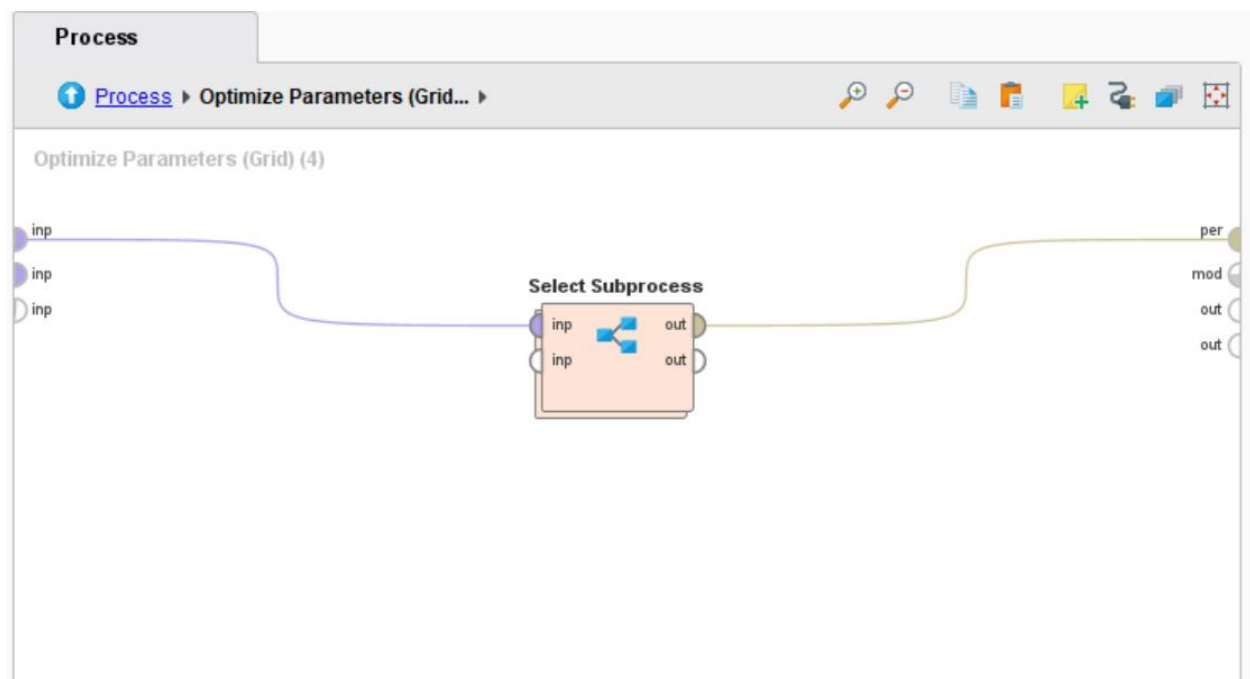 Process
Process Optimize Parameters (Grid...
Optimize Parameters (Grid) (4)
inp
inp
inp
Select Subprocess
inp out
inp out
per
mod
out
out